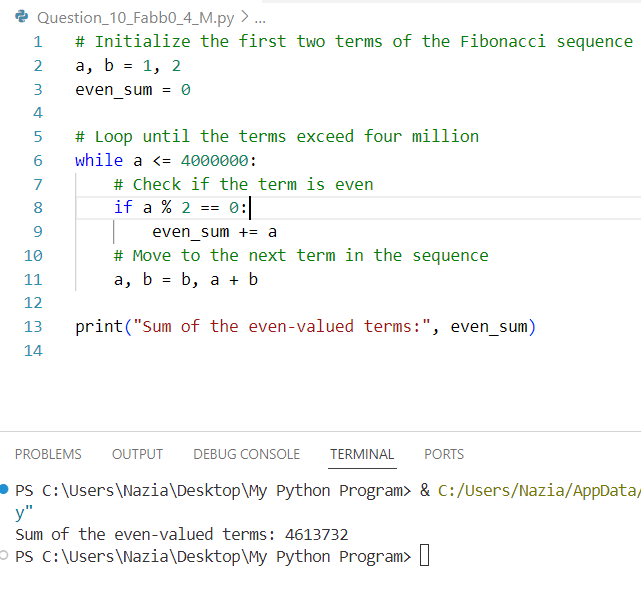 Question_10_Fabb0_4_M.py > ...
1 # Initialize the first two terms of the Fibonacci sequence
2 a, b = 1, 2
3 even_sum = 0
4
5 # Loop until the terms exceed four million
6 while a <= 4000000:
7     # Check if the term is even
8     if a % 2 == 0:
9         even_sum += a
10     # Move to the next term in the sequence
11     a, b = b, a + b
12
13 print("Sum of the even-valued terms:", even_sum)
14
PROBLEMS OUTPUT DEBUG CONSOLE TERMINAL PORTS
PS C:\Users\Nazia\Desktop\My Python Program> & C:/Users/Nazia/AppData/
y"
Sum of the even-valued terms: 4613732
PS C:\Users\Nazia\Desktop\My Python Program>